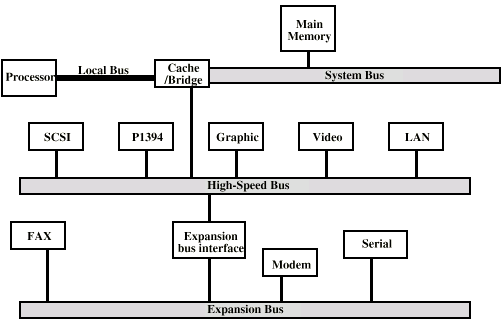 Main
Memory
Processor
Local Bus
Cache
/Bridge
System Bus
SCSI
P1394
Graphic
Video
LAN
High-Speed Bus
FAX
Expansion
bus interface
Modem
Serial
Expansion Bus